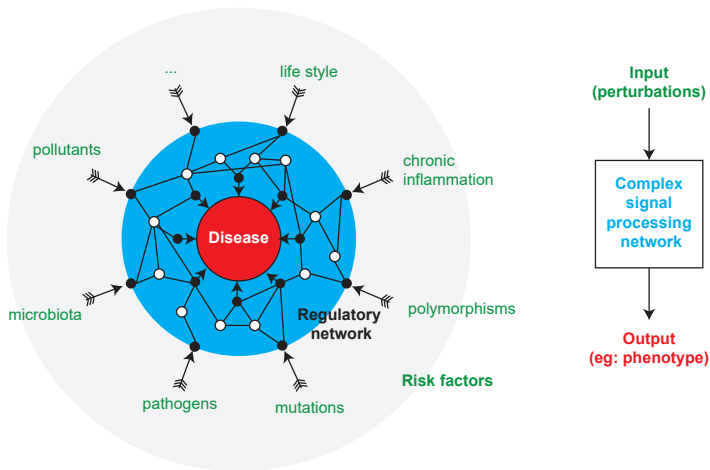 ...
life style
pollutants
chronic
inflammation
Disease
microbiota
polymorphisms
Regulatory
network
Risk factors
pathogens
mutations
Input
(perturbations)
Complex
signal
processing
network
Output
(eg: phenotype)